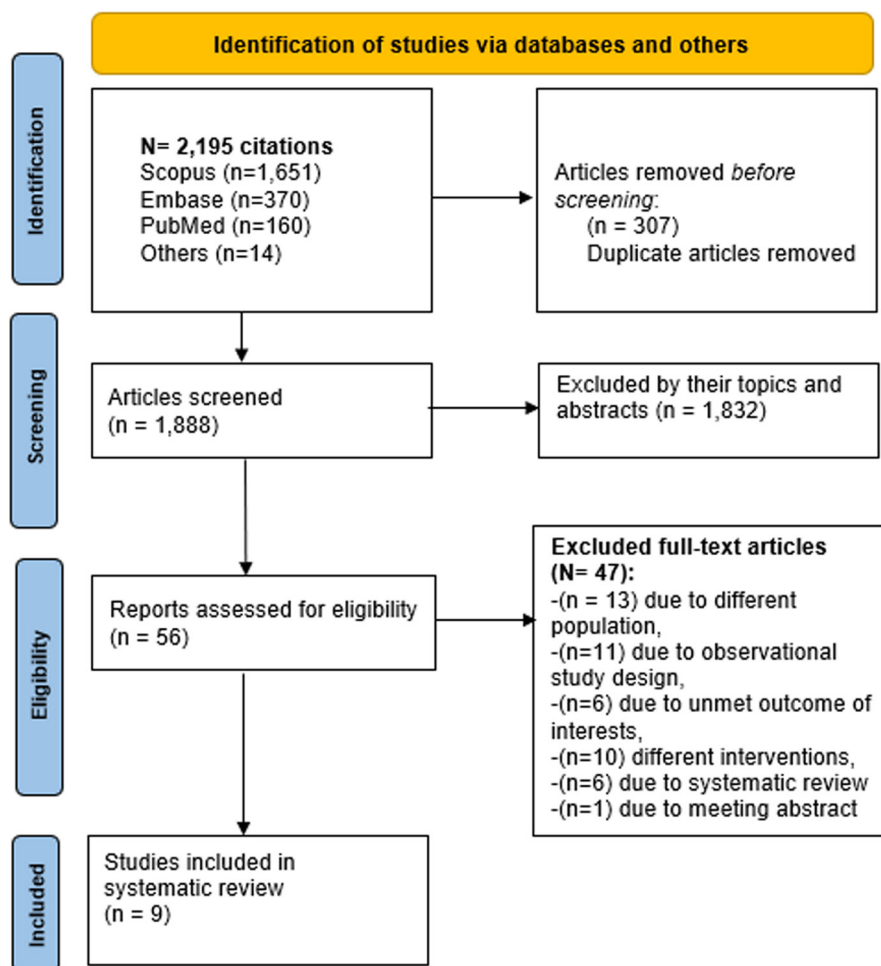 Identification of studies via databases and others
Identification
N= 2,195 citations
Scopus (n=1,651)
Embase (n=370)
PubMed (n=160)
Others (n=14)
Articles removed before
screening:
(n = 307)
Duplicate articles removed
Screening
Articles screened
(n = 1,888)
Excluded by their topics and
abstracts (n = 1,832)
Eligibility
Reports assessed for eligibility
(n = 56)
Excluded full-text articles
(N= 47):
-(n = 13) due to different
population,
-(n=11) due to observational
study design,
-(n=6) due to unmet outcome of
interests,
-(n=10) different interventions,
-(n=6) due to systematic review
-(n=1) due to meeting abstract
Included
Studies included in
systematic review
(n = 9)